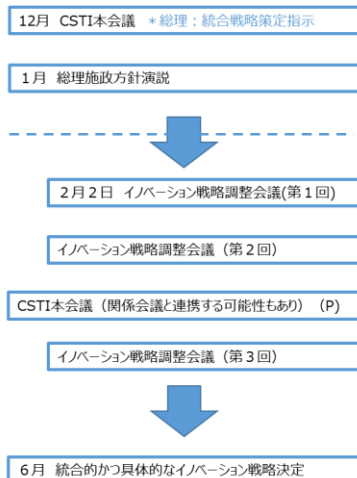 12月 CSTI本会議 *総理:統合戦略策定指示
1月 総理施政方針演説
2月2日 イノベーション戦略調整会議(第1回)
イノベーション戦略調整会議(第2回)
CSTI本会議(関係会議と連携する可能性もあり)(P)
イノベーション戦略調整会議(第3回)
6月 統合的かつ具体的なイノベーション戦略決定